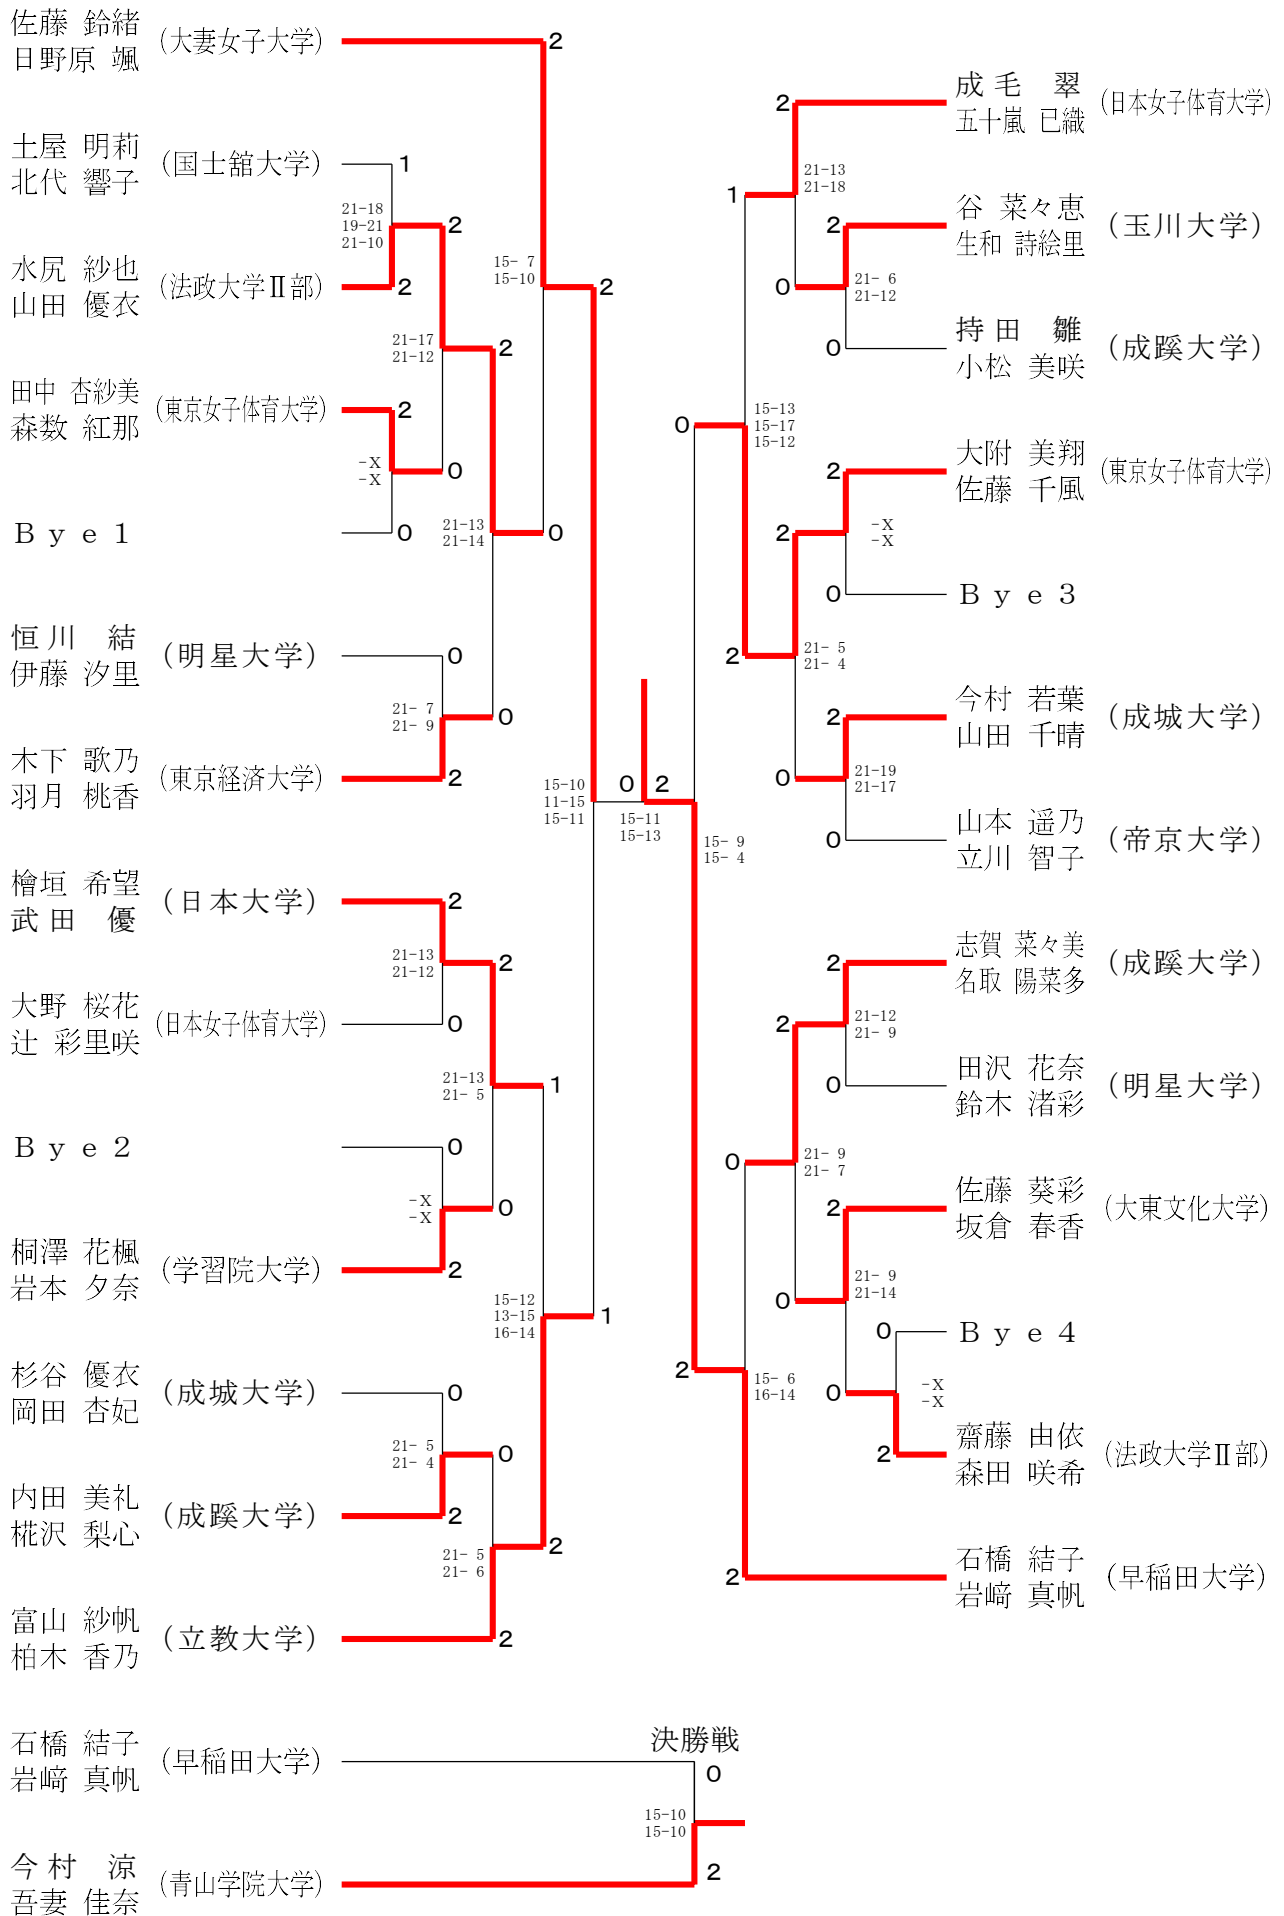 佐藤 鈴緒
日野原 颯
(大妻女子大学)
2
土屋 明莉
北代 響子
(国士舘大学)
1
21-18
19-21
21-10
2
水尻 紗也
山田 優衣
(法政大学Ⅱ部)
2
15- 7
15-10
2
21-17
21-12
2
田中 杏紗美
森数 紅那
(東京女子体育大学)
2
-X
-X
0
Bye1
0
21-13
21-14
0
恒川 結
伊藤 汐里
(明星大学)
0
21- 7
21- 9
0
木下 歌乃
羽月 桃香
(東京経済大学)
2
15-10
11-15
15-11
0
2
15-11
15-13
檜垣 希望
武田 優
(日本大学)
2
21-13
21-12
2
大野 桜花
辻 彩里咲
(日本女子体育大学)
0
21-13
21- 5
1
Bye2
0
-X
-X
0
桐澤 花楓
岩本 夕奈
(学習院大学)
2
15-12
13-15
16-14
1
杉谷 優衣
岡田 杏妃
(成城大学)
0
21- 5
21- 4
0
内田 美礼
椛沢 梨心
(成蹊大学)
2
21- 5
21- 6
2
富山 紗帆
柏木 香乃
(立教大学)
2
2
成毛 翠
五十嵐 已織
(日本女子体育大学)
21-13
21-18
1
2
谷 菜々恵
生和 詩絵里
(玉川大学)
0
21- 6
21-12
0
持田 雛
小松 美咲
(成蹊大学)
0
15-13
15-17
15-12
2
大附 美翔
佐藤 千風
(東京女子体育大学)
2
-X
-X
0
Bye3
2
21- 5
21- 4
2
今村 若葉
山田 千晴
(成城大学)
0
21-19
21-17
0
山本 遥乃
立川 智子
(帝京大学)
15- 9
15- 4
2
志賀 菜々美
名取 陽菜多
(成蹊大学)
2
21-12
21- 9
0
田沢 花奈
鈴木 渚彩
(明星大学)
0
21- 9
21- 7
2
佐藤 葵彩
坂倉 春香
(大東文化大学)
0
21- 9
21-14
0
Bye4
2
15- 6
16-14
0
-X
-X
2
齋藤 由依
森田 咲希
(法政大学Ⅱ部)
2
石橋 結子
岩﨑 真帆
(早稲田大学)
石橋 結子
岩﨑 真帆
(早稲田大学)
決勝戦
0
15-10
15-10
今村 涼
吾妻 佳奈
(青山学院大学)
2